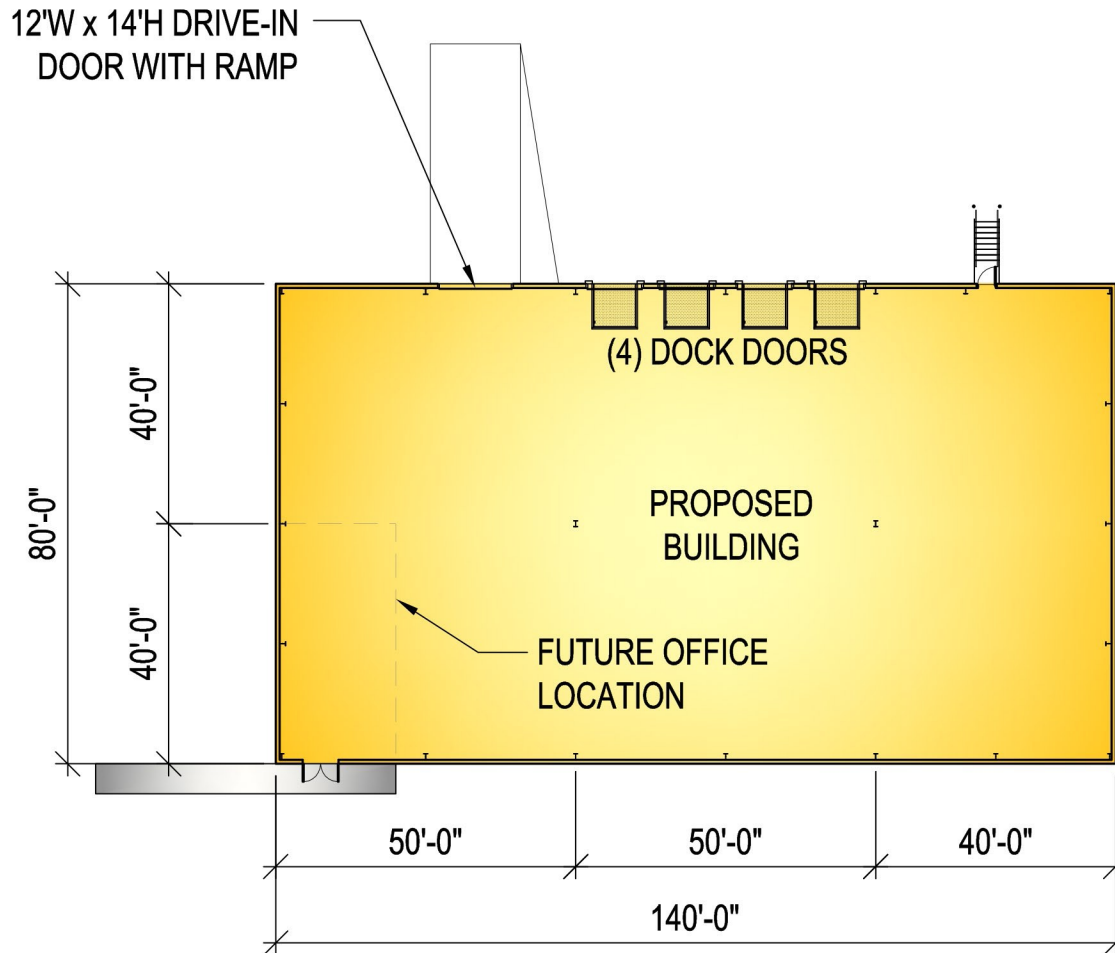 12'W x 14'H DRIVE-IN
DOOR WITH RAMP
(4) DOCK DOORS
40'-0"
80'-0"
PROPOSED
BUILDING
40'-0"
FUTURE OFFICE
LOCATION
50'-0"
50'-0"
40'-0"
140'-0"